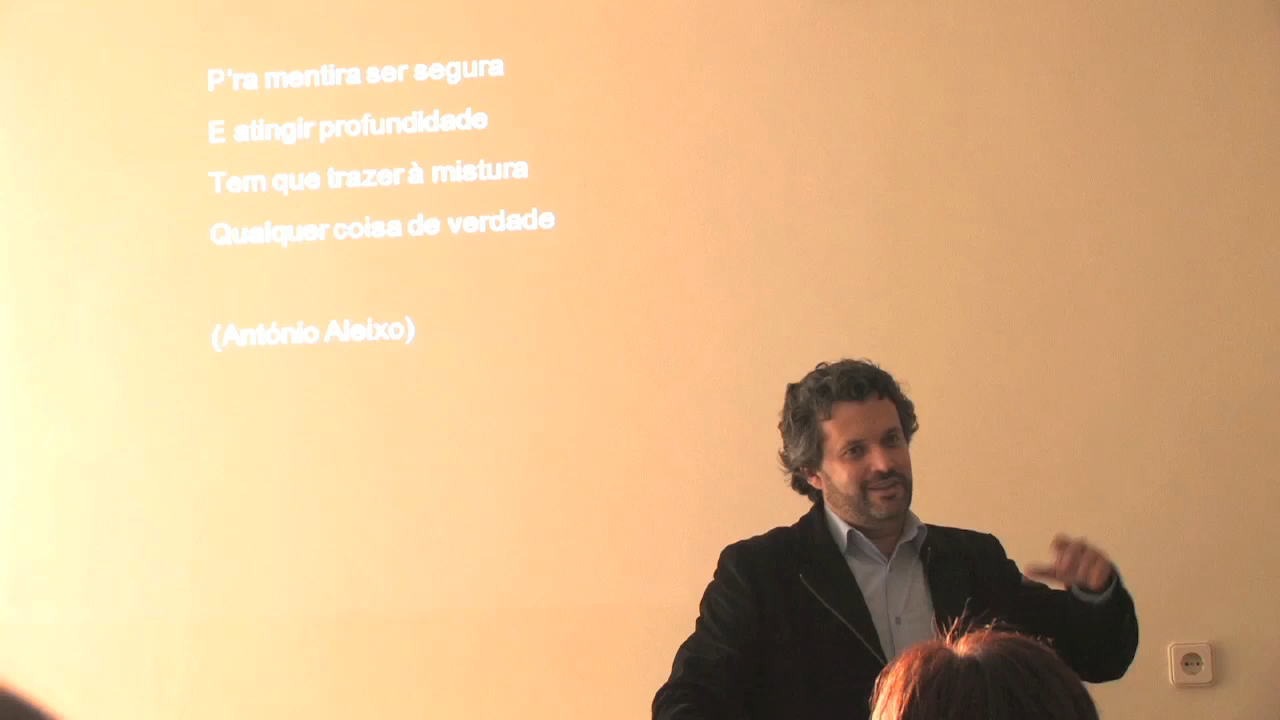 P'ra mentira ser segura
E atingir profundidade
Tem que trazer à mistura
Qualquer coisa de verdade
(António Aleixo)